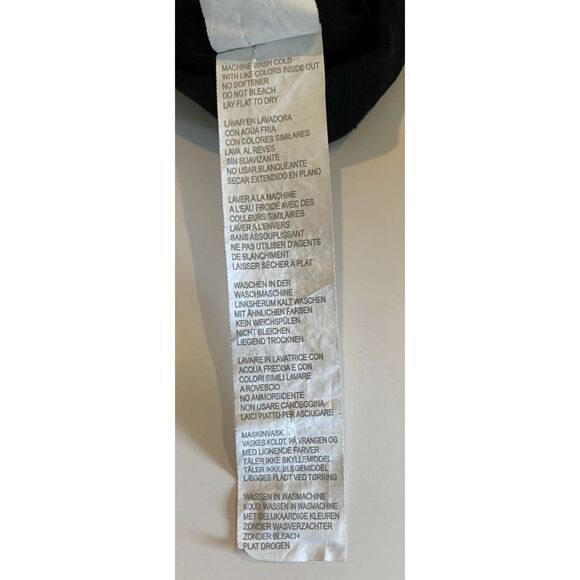 MACHINE WASH COLD
WITH LIKE COLORS INSIDE OUT
NO SOFTENER
DO NOT BLEACH
LAY FLAT TO DRY
LAVAR EN LAVADORA
CON AGUA FRIA
CON COLORES SIMILARES
LAVA AL REVES
SIN SUAVIZANTE
NO USAR BLANQUEANTE
SECAR EXTENDIDO EN PLANO
LAVER A LA MACHINE
A L'EAU FROIDE AVEC DES
COULEURS SIMILAIRES
LAVER A L'ENVERS
SANS ASSOUPLISSANT
NE PAS UTILISER D'AGENTS
DE BLANCHIMENT
LAISSER SÈCHER À PLAT
WASCHEN IN DER
WASCHMASCHINE
LINKSHERUM KALT WASCHEN
MIT ÄHNLICHEN FARBEN
KEIN WEICHSPÜLEN
NICHT BLEICHEN
LIEGEND TROCKNEN
LAVARE IN LAVATRICE CON
ACQUA FREDDA E CON
COLORI SIMILI LAVARE
A ROVESCIO
NO AMMORBIDENTE
NON USARE CANDEGGINA
LAICI PIATTO PER ASCIUGARE
MASKINVASK
VASKES KOLDT, PÅ VRANGEN OG
MED LIGNENDE FARVER
TÅLER IKKE SKYLLEMIDDEL
TÅLER IKKE BLEGEMIDDEL
LÆGGES FLADT VED TØRRING
WASSEN IN WASMACHINE
KOUD WASSEN IN WASMACHINE
MET GELIJKAARDIGE KLEUREN
ZONDER WASVERZACHTER
ZONDER BLEACH
PLAT DROGEN